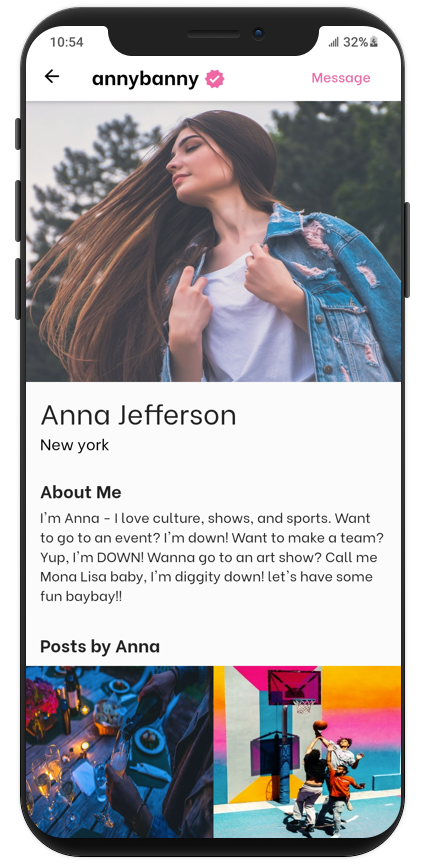 10:54
32%
annybanny
Message
Anna Jefferson
New york
About Me
I'm Anna - I love culture, shows, and sports. Want
to go to an event? I'm down! Want to make a team?
Yup, I'm DOWN! Wanna go to an art show? Call me
Mona Lisa baby, I'm diggity down! let's have some
fun baybay!!
Posts by Anna